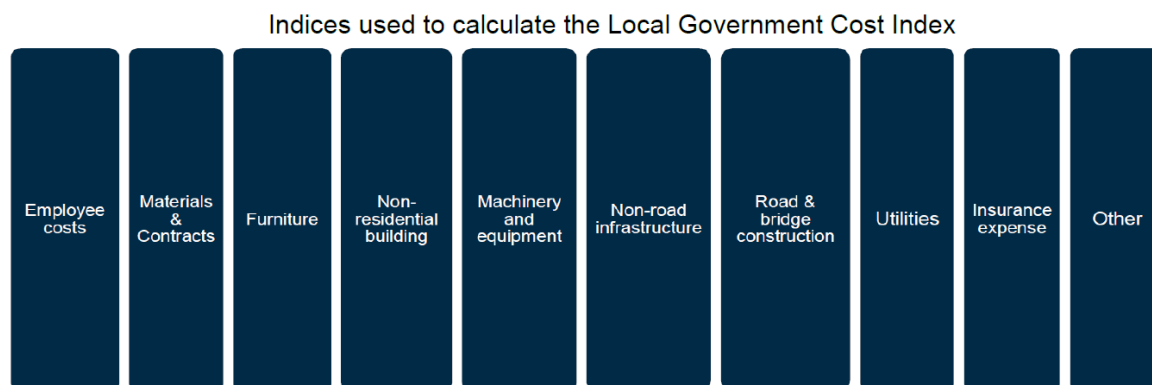 Indices used to calculate the Local Government Cost Index
Employee
costs
Materials
&
Contracts
Furniture
Non-
residential
building
Machinery
and
equipment
Non-road
infrastructure
Road &
bridge
construction
Utilities
Insurance
expense
Other